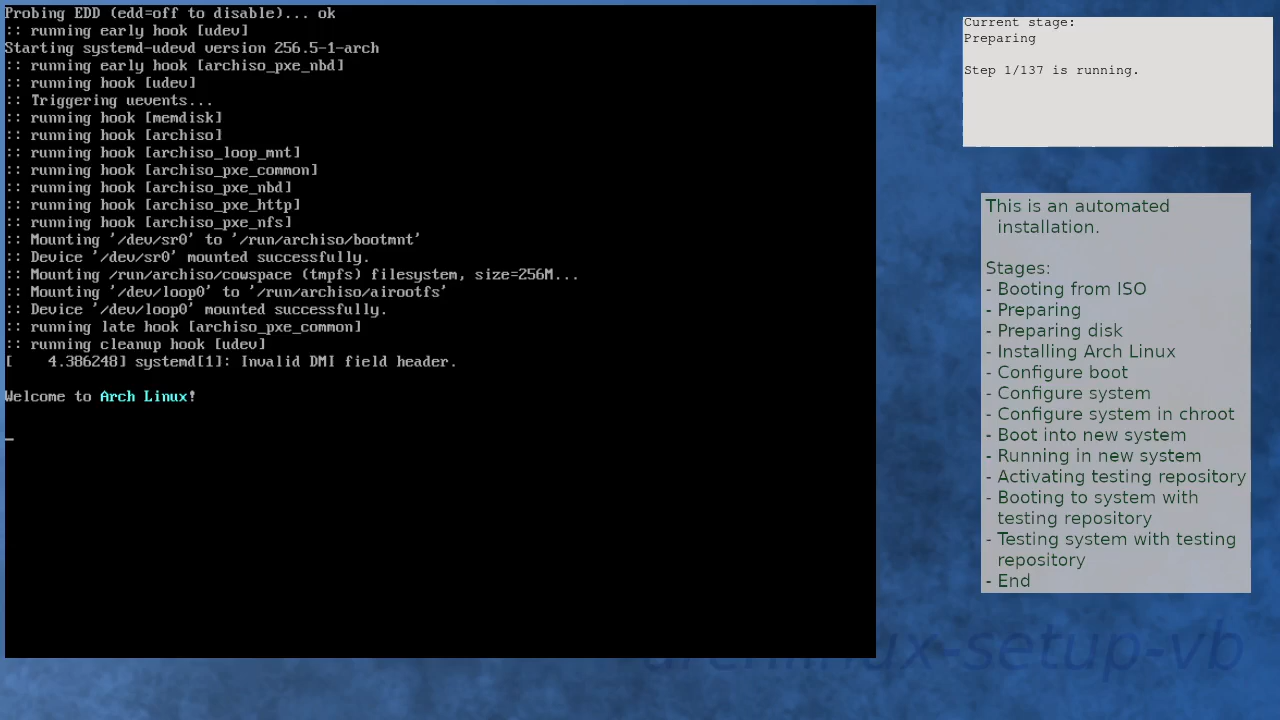 Probing EDD (edd=off to disable)... ok
:: running early hook [udev]
Starting systemd-udevd version 256.5-1-arch
:: running early hook [archiso_pxe_nbd]
:: running hook [udev]
:: Triggering uevents...
:: running hook [memdisk]
:: running hook [archiso]
:: running hook [archiso_loop_mnt]
:: running hook [archiso_pxe_common]
:: running hook [archiso_pxe_nbd]
:: running hook [archiso_pxe_http]
:: running hook [archiso_pxe_nfs]
:: Mounting '/dev/sr0' to '/run/archiso/bootmnt'
:: Device '/dev/sr0' mounted successfully.
:: Mounting /run/archiso/cowspace (tmpfs) filesystem, size=256M...
:: Mounting '/dev/loop0' to '/run/archiso/airootfs'
:: Device '/dev/loop0' mounted successfully.
:: running late hook [archiso_pxe_common]
:: running cleanup hook [udev]
[    4.386248] systemd[1]: Invalid DMI field header.
Welcome to Arch Linux!
_
Current stage:
Preparing
Step 1/137 is running.
This is an automated
installation.
Stages:
- Booting from ISO
- Preparing
- Preparing disk
- Installing Arch Linux
- Configure boot
- Configure system
- Configure system in chroot
- Boot into new system
- Running in new system
- Activating testing repository
- Booting to system with
testing repository
- Testing system with testing
repository
- End
archlinux-setup-vb